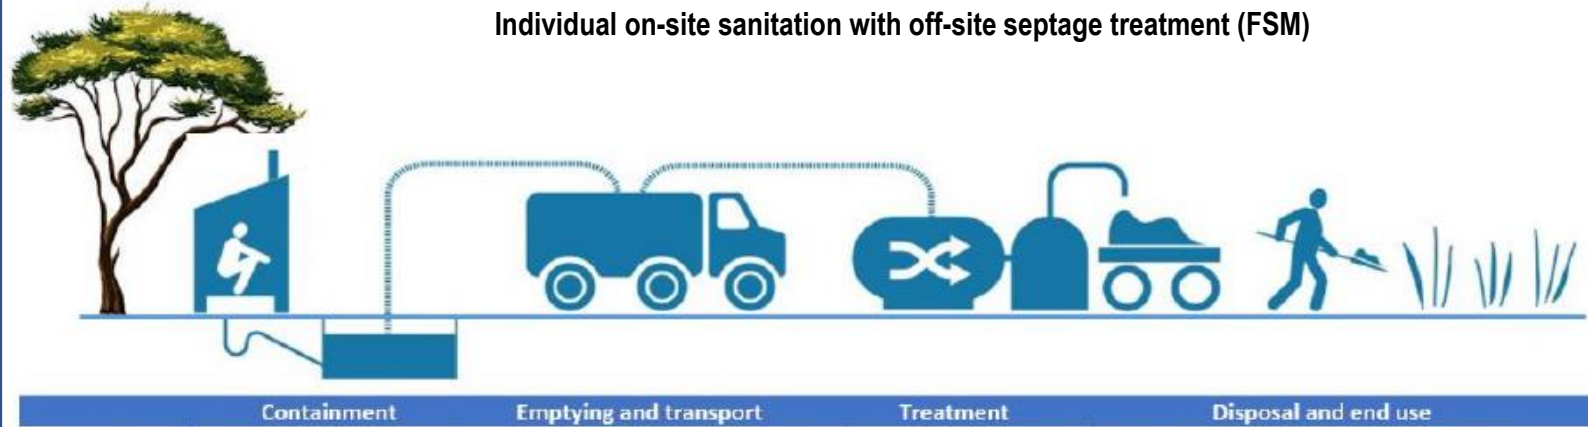 Individual on-site sanitation with off-site septage treatment (FSM)
Containment Emptying and transport Treatment Disposal and end use